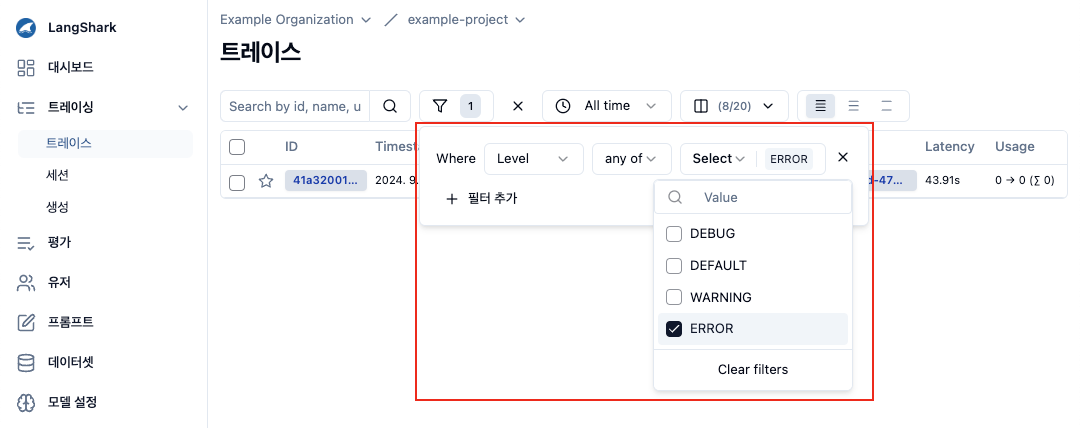 LangShark
대시보드
트레이싱
트레이스
세션
생성
평가
유저
프롬프트
데이터셋
모델 설정
Example Organization / example-project
트레이스
Search by id, name, u
1
All time
(8/20)
ID Timesta Latency Usage
41a32001... 2024. 9. d-47... 43.91s 0 → 0 (∑ 0)
Where Level any of Select ERROR
+ 필터 추가
Value
DEBUG
DEFAULT
WARNING
ERROR
Clear filters